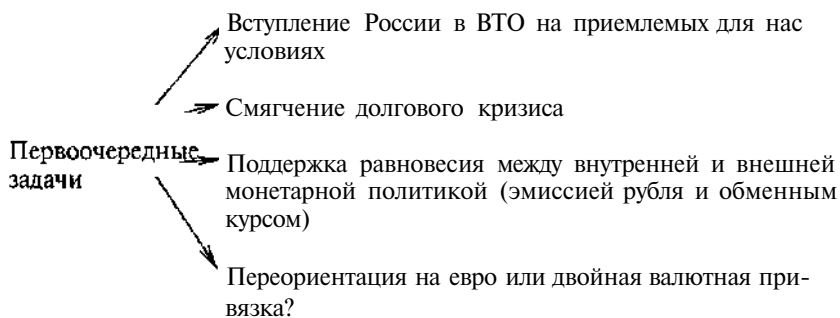 Вступление России в ВТО на приемлемых для нас
условиях
Смягчение долгового кризиса
Первоочередные
задачи
Поддержка равновесия между внутренней и внешней
монетарной политикой (эмиссией рубля и обменным
курсом)
Переориентация на евро или двойная валютная при-
вязка?